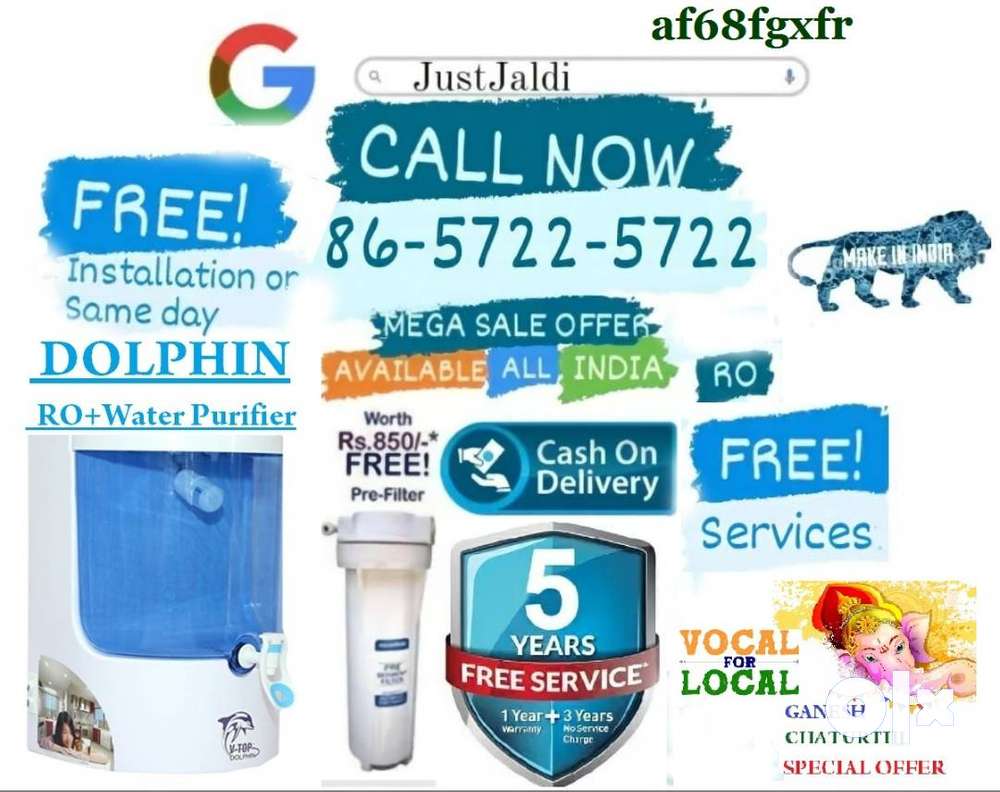 af68fgxfr
G
JustJaldi
CALL NOW
86-5722-5722
FREE!
Installation or
Same day
MAKE IN INDIA
MEGA SALE OFFER
AVAILABLE ALL INDIA
RO
DOLPHIN
RO+Water Purifier
Worth
Rs.850/-*
FREE!
Pre-Filter
Cash On
Delivery
FREE!
Services
5
YEARS
FREE SERVICE
1 Year + 3 Years
Warranty No Service
Charge
VOCAL
FOR
LOCAL
olx
GANESH
CHATURTHI
SPECIAL OFFER
V-TOP
DOLPHIN